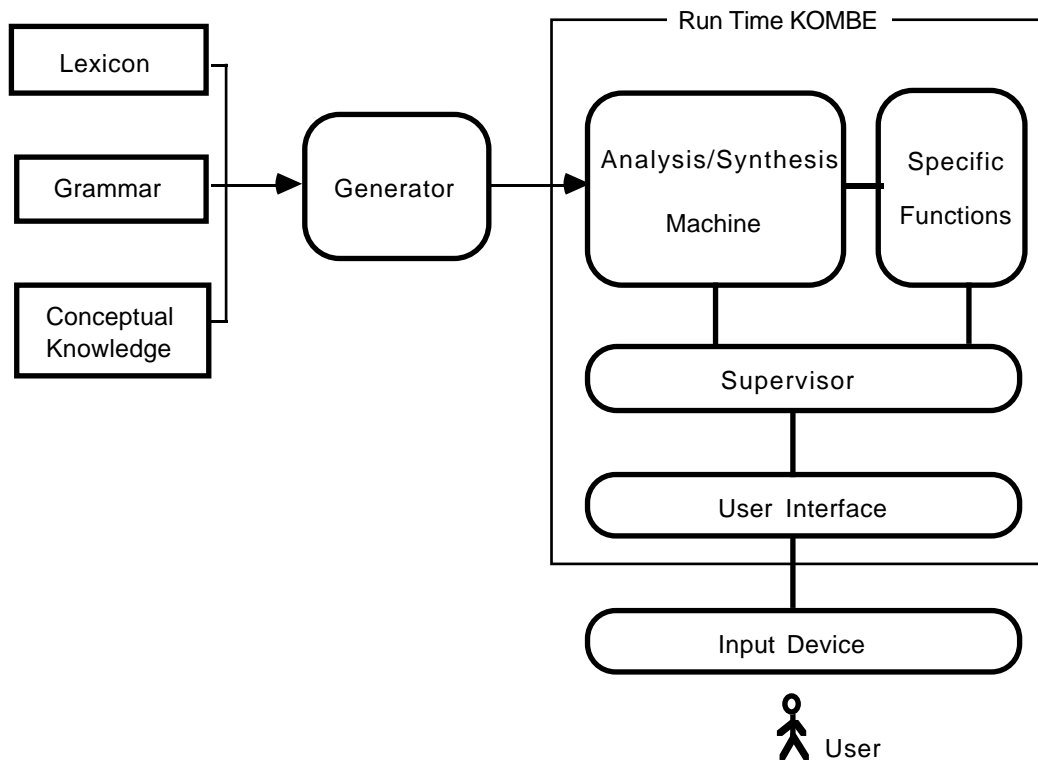 Run Time KOMBE
Lexicon
Grammar
Conceptual
Knowledge
Generator
Analysis/Synthesis
Machine
Specific
Functions
Supervisor
User Interface
Input Device
User